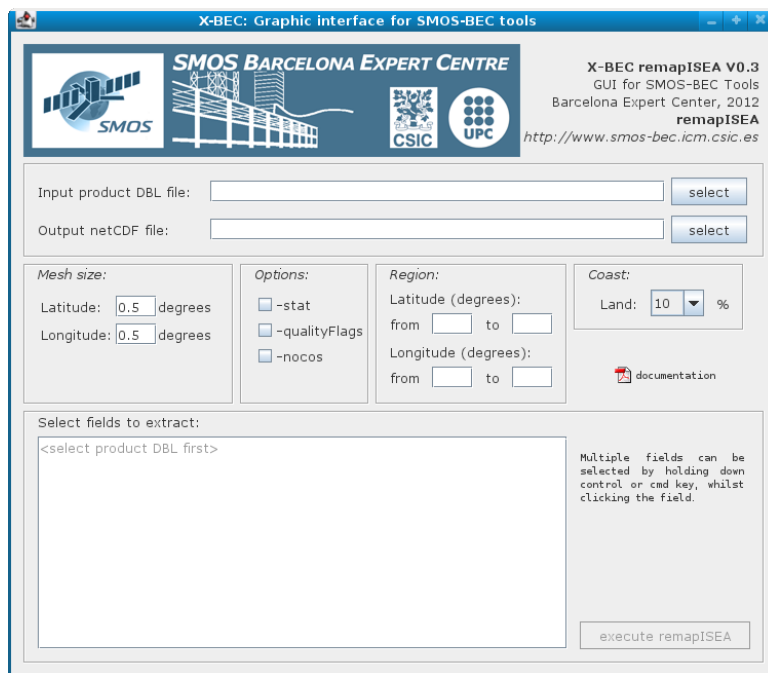 X-BEC: Graphic interface for SMOS-BEC tools
SMOS BARCELONA EXPERT CENTRE
SMOS
CSIC
UPC
X-BEC remapISEA V0.3
GUI for SMOS-BEC Tools
Barcelona Expert Center, 2012
remapISEA
http://www.smos-bec.icm.csic.es
Input product DBL file: select
Output netCDF file: select
Mesh size:
Latitude: 0.5 degrees
Longitude: 0.5 degrees
Options:
-stat
-qualityFlags
-nocos
Region:
Latitude (degrees):
from to
Longitude (degrees):
from to
Coast:
Land: 10 %
documentation
Select fields to extract:
<select product DBL first>
Multiple fields can be
selected by holding down
control or cmd key, whilst
clicking the field.
execute remapISEA